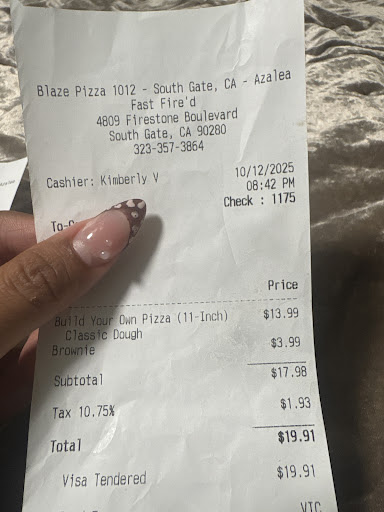 Blaze Pizza 1012 - South Gate, CA - Azalea
Fast Fire'd
4809 Firestone Boulevard
South Gate, CA 90280
323-357-3864
Cashier: Kimberly V
10/12/2025
08:42 PM
Check : 1175
Price
Build Your Own Pizza (11-Inch) $13.99
Classic Dough
Brownie $3.99
Subtotal $17.98
Tax 10.75% $1.93
Total $19.91
Visa Tendered $19.91